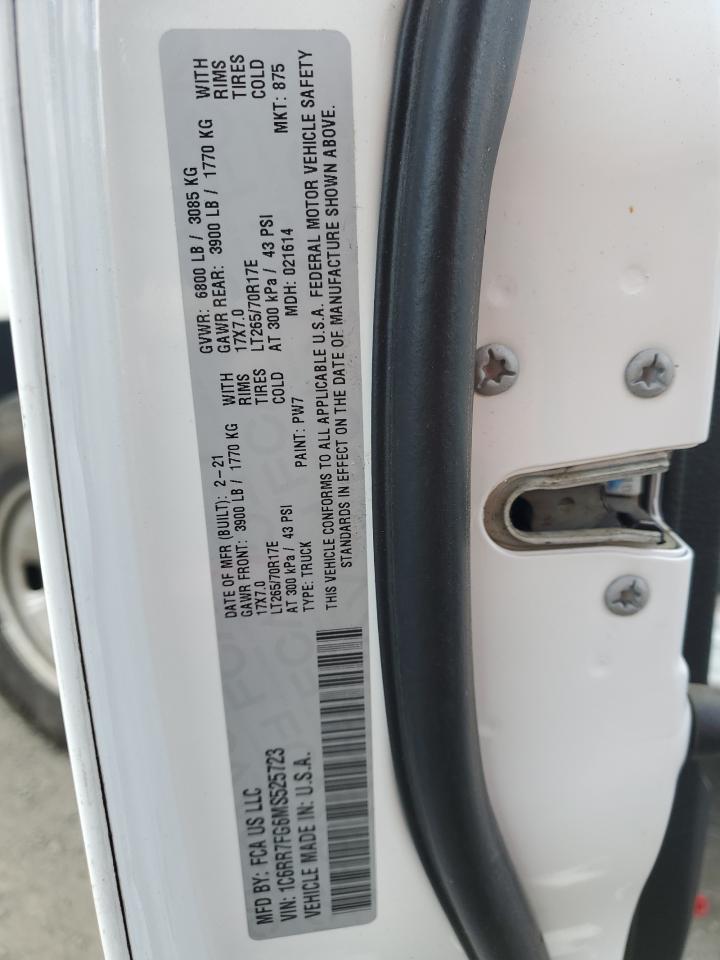 MFD BY: FCA US LLC
DATE OF MFR (BUILT): 2-21
GVWR: 6800 LB / 3085 KG
GAWR FRONT: 3900 LB / 1770 KG WITH
GAWR REAR: 3900 LB / 1770 KG WITH
17X7.0 RIMS
17X7.0 RIMS
LT265/70R17E TIRES
LT265/70R17E TIRES
AT 300 kPa / 43 PSI COLD
AT 300 kPa / 43 PSI COLD
VIN: 1C6RR7FG6MS525723
TYPE: TRUCK PAINT: PW7 MDH: 021614 MKT: 875
VEHICLE MADE IN: U.S.A.
THIS VEHICLE CONFORMS TO ALL APPLICABLE U.S.A. FEDERAL MOTOR VEHICLE SAFETY
STANDARDS IN EFFECT ON THE DATE OF MANUFACTURE SHOWN ABOVE.